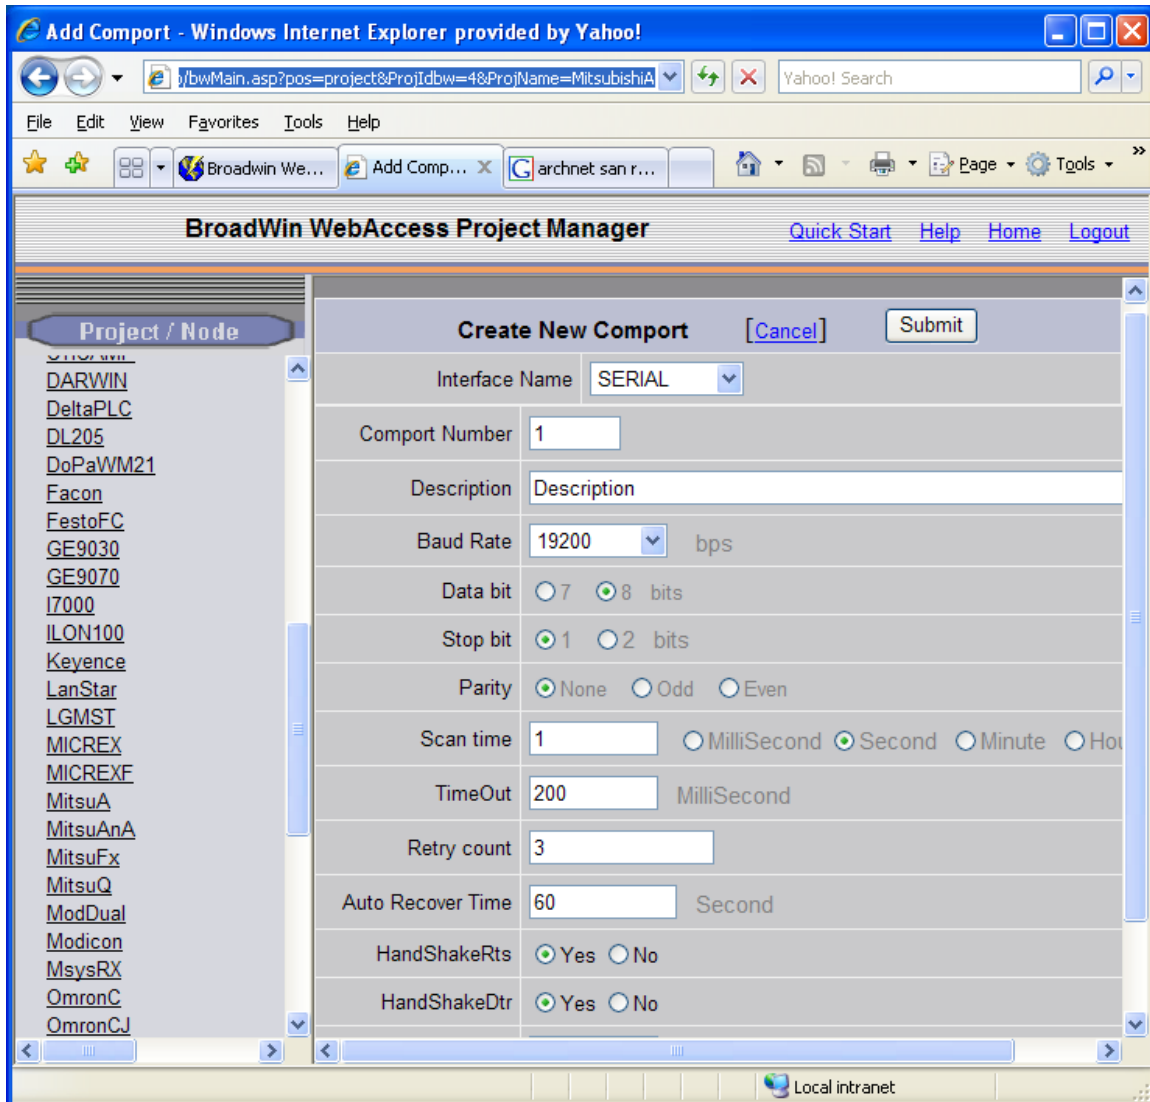 Add Comport - Windows Internet Explorer provided by Yahoo!
/bwMain.asp?pos=project&ProjIdbw=4&ProjName=MitsubishiA
Yahoo! Search
File Edit View Favorites Tools Help
Broadwin We... Add Comp... archnet san r... Page Tools
BroadWin WebAccess Project Manager Quick Start Help Home Logout
Project / Node
DARWIN
DeltaPLC
DL205
DoPaWM21
Facon
FestoFC
GE9030
GE9070
I7000
ILON100
Keyence
LanStar
LGMST
MICREX
MICREXF
MitsuA
MitsuAnA
MitsuFx
MitsuQ
ModDual
Modicon
MsysRX
OmronC
OmronCJ
Create New Comport [Cancel] Submit
Interface Name SERIAL
Comport Number 1
Description Description
Baud Rate 19200 bps
Data bit 7 8 bits
Stop bit 1 2 bits
Parity None Odd Even
Scan time 1 MilliSecond Second Minute
TimeOut 200 MilliSecond
Retry count 3
Auto Recover Time 60 Second
HandShakeRts Yes No
HandShakeDtr Yes No
Local intranet